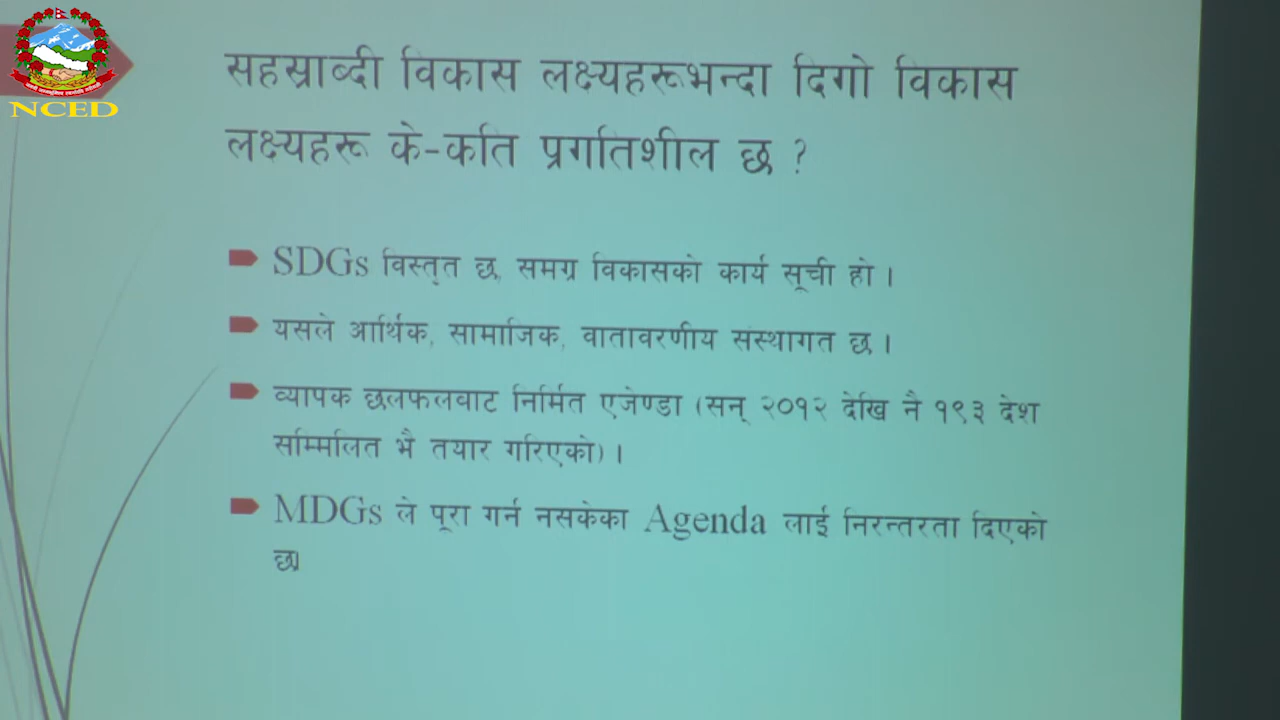 NCED
सहस्राब्दी विकास लक्ष्यहरूभन्दा दिगो विकास
लक्ष्यहरू के-कति प्रगतिशील छ ?
SDGs विस्तृत छ, समग्र विकासको कार्य सूची हो ।
यसले आर्थिक, सामाजिक, वातावरणीय संस्थागत छ ।
व्यापक छलफलवाट निर्मित एजेण्डा (सन् २०१२ देखि नै १९३ देश
सम्मिलित भै तयार गरिएको) ।
MDGs ले पूरा गर्न नसकेका Agenda लाई निरन्तरता दिएको
छ।